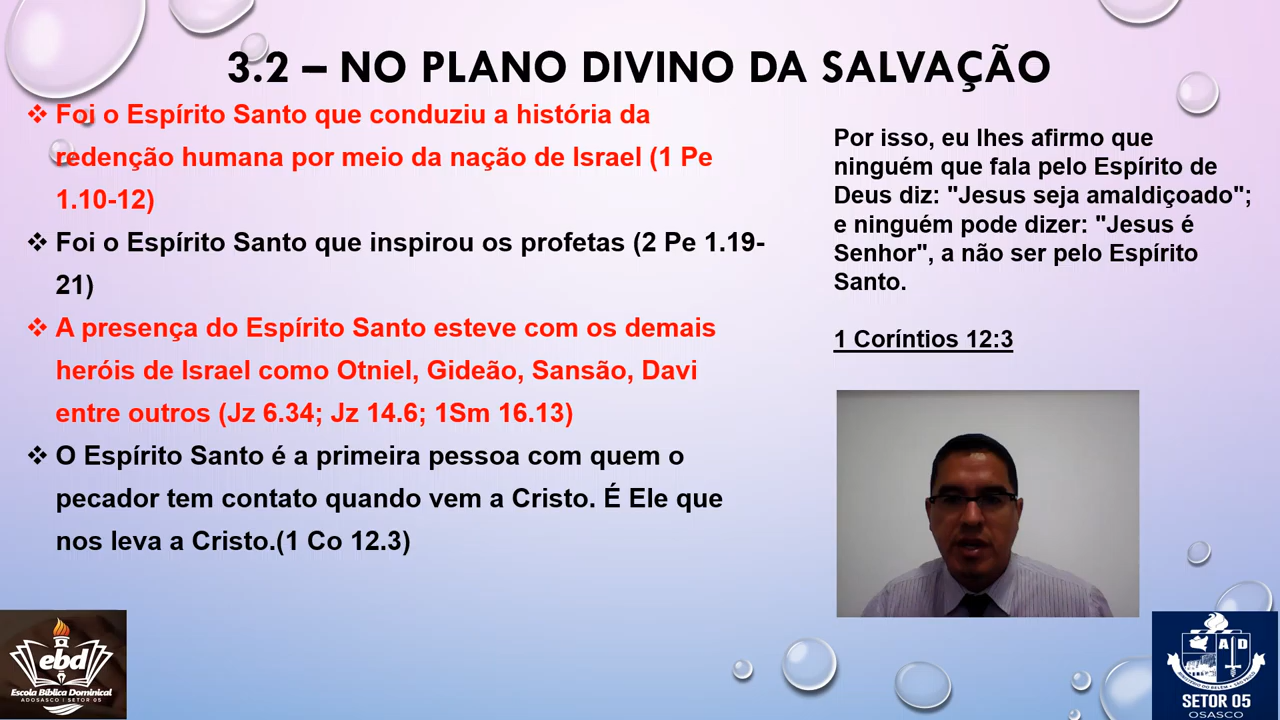 3.2 – NO PLANO DIVINO DA SALVAÇÃO
❖ Foi o Espírito Santo que conduziu a história da
redenção humana por meio da nação de Israel (1 Pe
1.10-12)
❖ Foi o Espírito Santo que inspirou os profetas (2 Pe 1.19-
21)
❖ A presença do Espírito Santo esteve com os demais
heróis de Israel como Otniel, Gideão, Sansão, Davi
entre outros (Jz 6.34; Jz 14.6; 1Sm 16.13)
❖ O Espírito Santo é a primeira pessoa com quem o
pecador tem contato quando vem a Cristo. É Ele que
nos leva a Cristo.(1 Co 12.3)
Por isso, eu lhes afirmo que
ninguém que fala pelo Espírito de
Deus diz: "Jesus seja amaldiçoado";
e ninguém pode dizer: "Jesus é
Senhor", a não ser pelo Espírito
Santo.
1 Coríntios 12:3
ebd
Escola Bíblica Dominical
ADOSASCO | SETOR 05
AD
SETOR 05
OSASCO